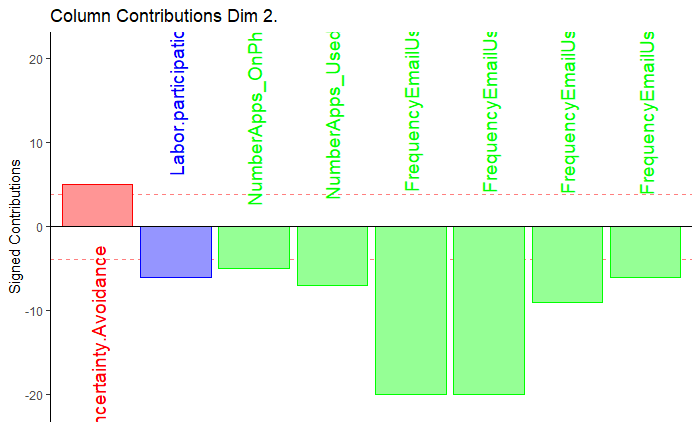 Column Contributions Dim 2.
Signed Contributions
20
10
0
-10
-20
ncertainty.Avoidance
Labor.participatic
NumberApps_OnPh
NumberApps_Used
FrequencyEmailUs
FrequencyEmailUs
FrequencyEmailUs
FrequencyEmailUs